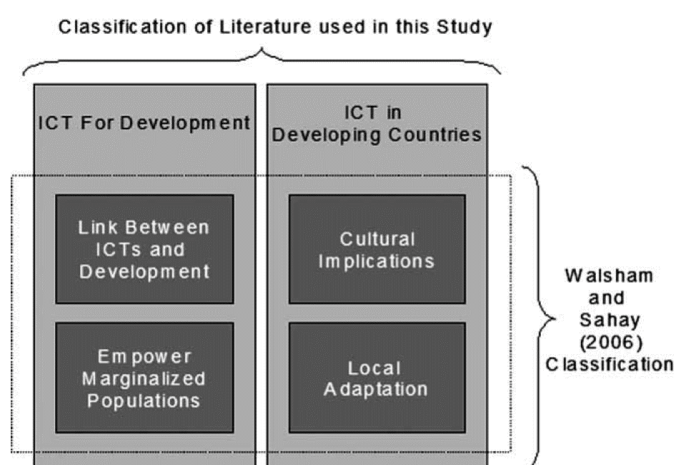 Classification of Literature used in this Study
ICT For Development
ICT in
Developing Countries
Link Between
ICTs and
Development
Cultural
Implications
Empower
Marginalized
Populations
Local
Adaptation
Walsham
and
Sahay
(2006)
Classification